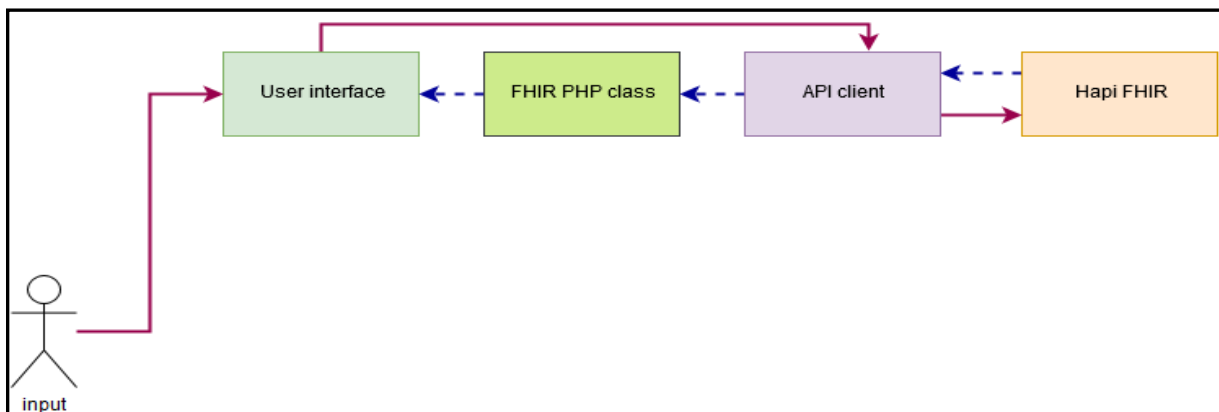 User interface
FHIR PHP class
API client
Hapi FHIR
input